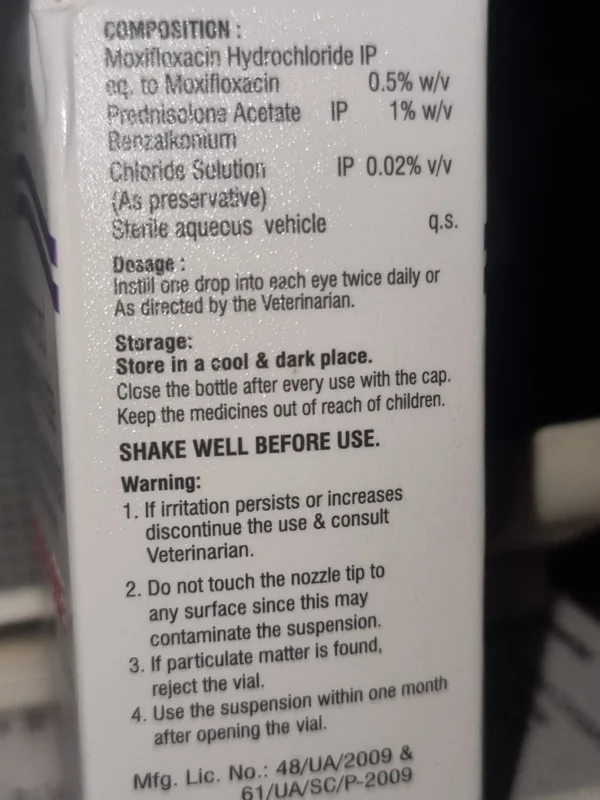 COMPOSITION :
Moxifloxacin Hydrochloride IP
eq. to Moxifloxacin 0.5% w/v
Prednisolone Acetate IP 1% w/v
Benzalkonium
Chloride Solution IP 0.02% v/v
(As preservative)
Sterile aqueous vehicle q.s.
Dosage :
Instill one drop into each eye twice daily or
As directed by the Veterinarian.
Storage:
Store in a cool & dark place.
Close the bottle after every use with the cap.
Keep the medicines out of reach of children.
SHAKE WELL BEFORE USE.
Warning:
1. If irritation persists or increases
discontinue the use & consult
Veterinarian.
2. Do not touch the nozzle tip to
any surface since this may
contaminate the suspension.
3. If particulate matter is found,
reject the vial.
4. Use the suspension within one month
after opening the vial.
Mfg. Lic. No.: 48/UA/2009 &
61/UA/SC/P-2009